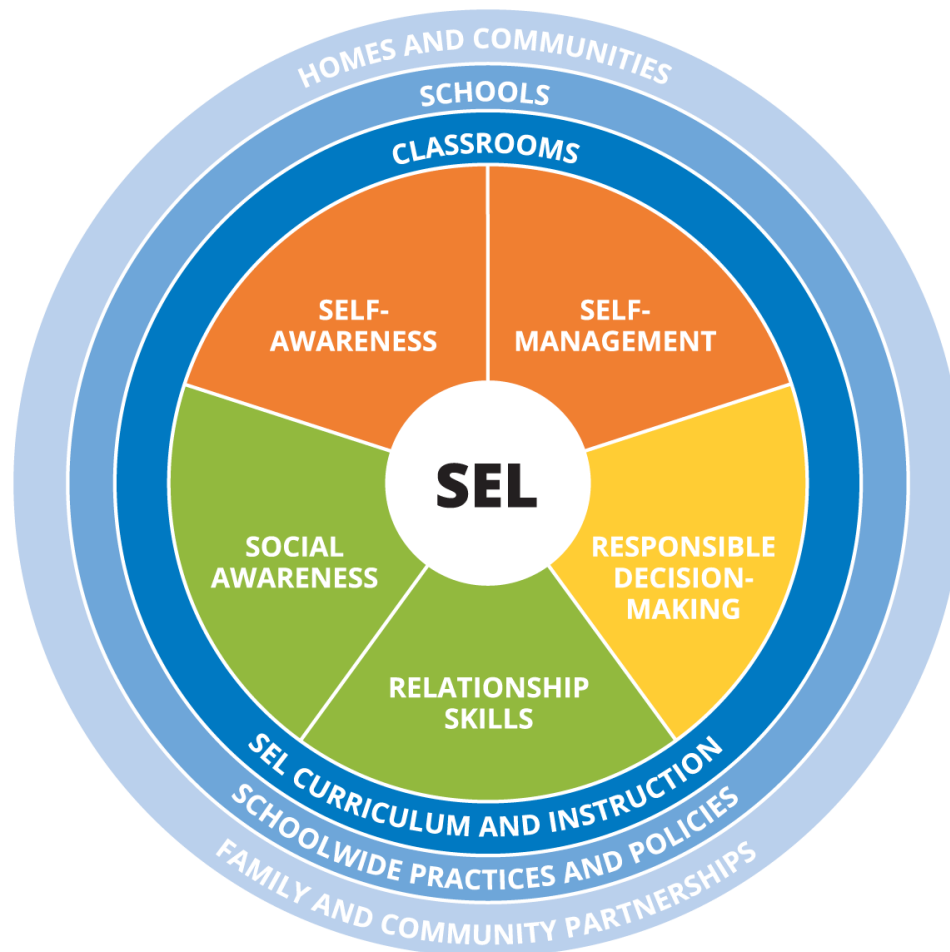 HOMES AND COMMUNITIES
SCHOOLS
CLASSROOMS
SELF-
AWARENESS
SELF-
MANAGEMENT
SEL
SOCIAL
AWARENESS
RESPONSIBLE
DECISION-
MAKING
RELATIONSHIP
SKILLS
SEL CURRICULUM AND INSTRUCTION
SCHOOLWIDE PRACTICES AND POLICIES
FAMILY AND COMMUNITY PARTNERSHIPS